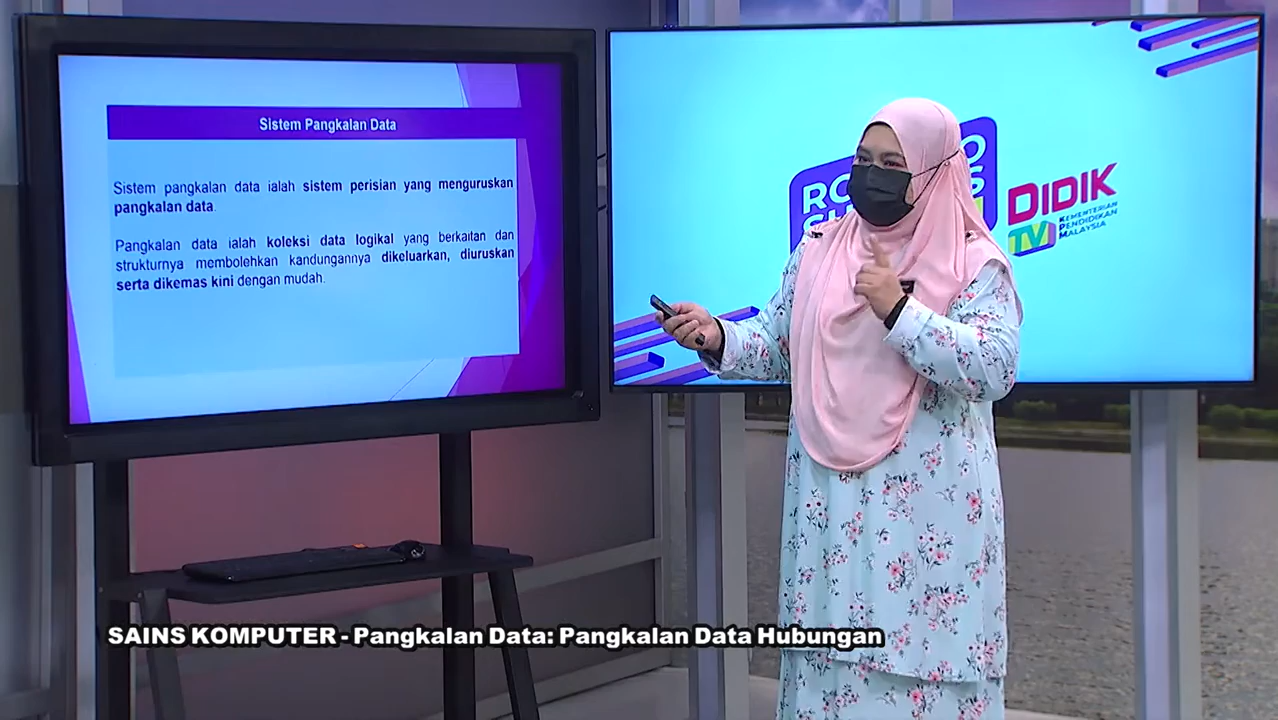 Sistem Pangkalan Data
Sistem pangkalan data ialah sistem perisian yang menguruskan
pangkalan data.
Pangkalan data ialah koleksi data logikal yang berkaitan dan
strukturnya membolehkan kandungannya dikeluarkan, diuruskan
serta dikemas kini dengan mudah.
DIDIK
TV
KEMENTERIAN
PENDIDIKAN
MALAYSIA
SAINS KOMPUTER - Pangkalan Data: Pangkalan Data Hubungan